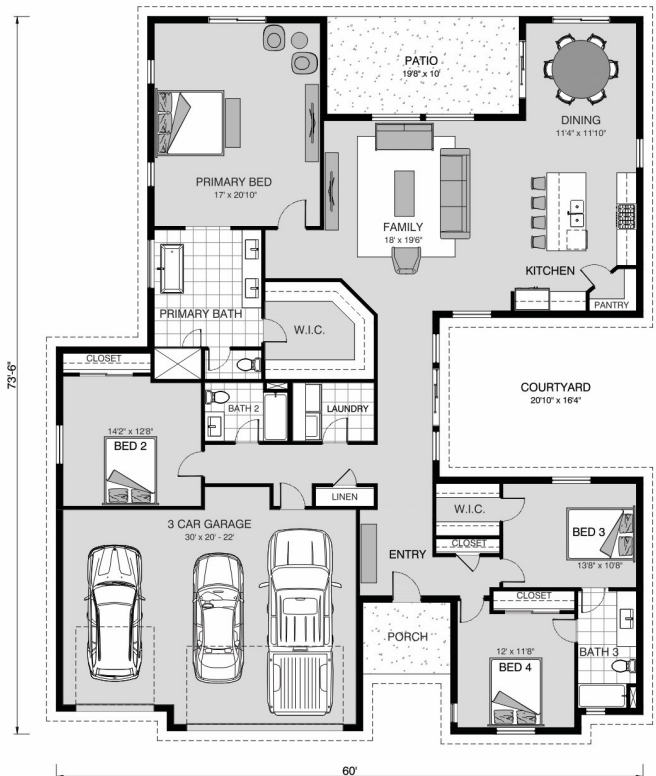 PATIO
19'8" x 10'
DINING
11'4" x 11'10"
PRIMARY BED
17' x 20'10"
FAMILY
18' x 19'6"
KITCHEN
PANTRY
PRIMARY BATH
W.I.C.
CLOSET
73'-6"
COURTYARD
20'10" x 16'4"
BATH 2
LAUNDRY
14'2" x 12'8"
BED 2
LINEN
W.I.C.
3 CAR GARAGE
30' x 20' - 22'
BED 3
13'8" x 10'8"
CLOSET
ENTRY
CLOSET
PORCH
12' x 11'8"
BED 4
BATH 3
60'